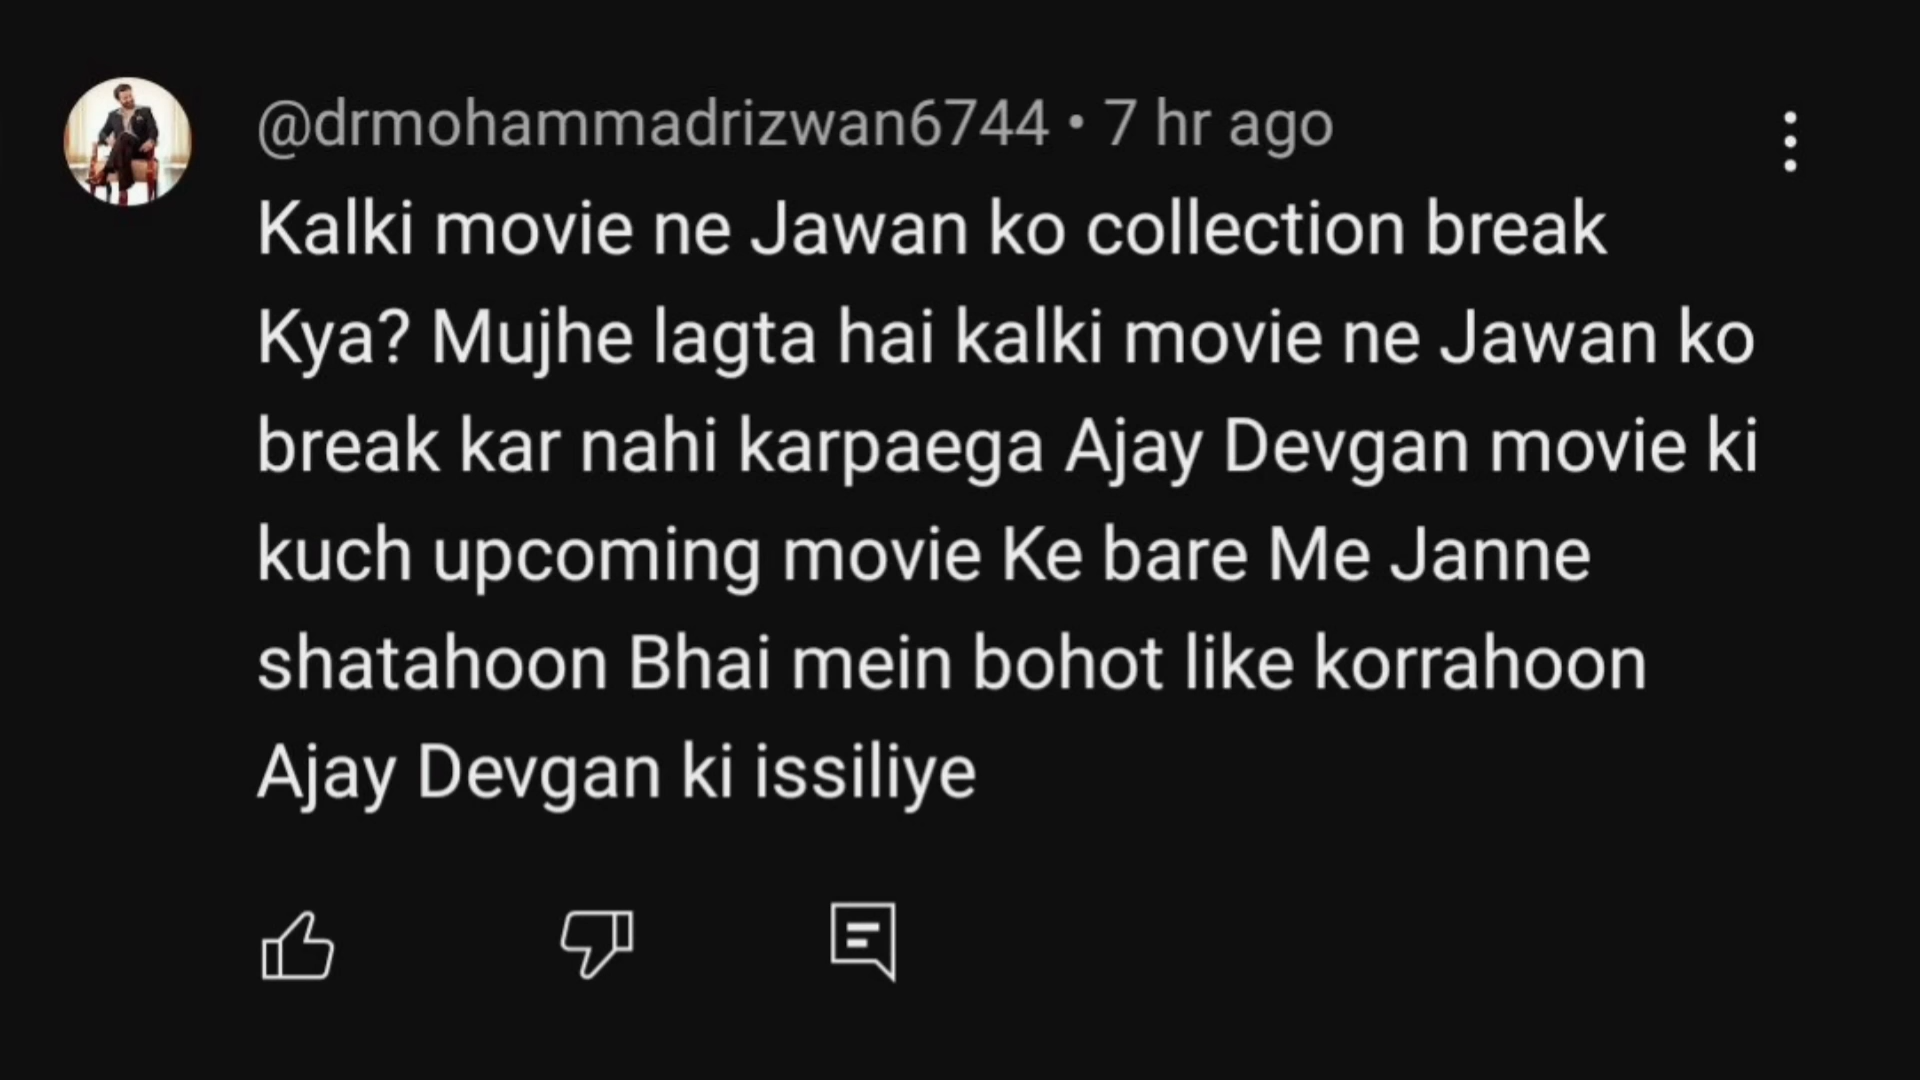 @drmohammadrizwan6744 • 7 hr ago
Kalki movie ne Jawan ko collection break
Kya? Mujhe lagta hai kalki movie ne Jawan ko
break kar nahi karpaega Ajay Devgan movie ki
kuch upcoming movie Ke bare Me Janne
shatahoon Bhai mein bohot like korrahoon
Ajay Devgan ki issiliye